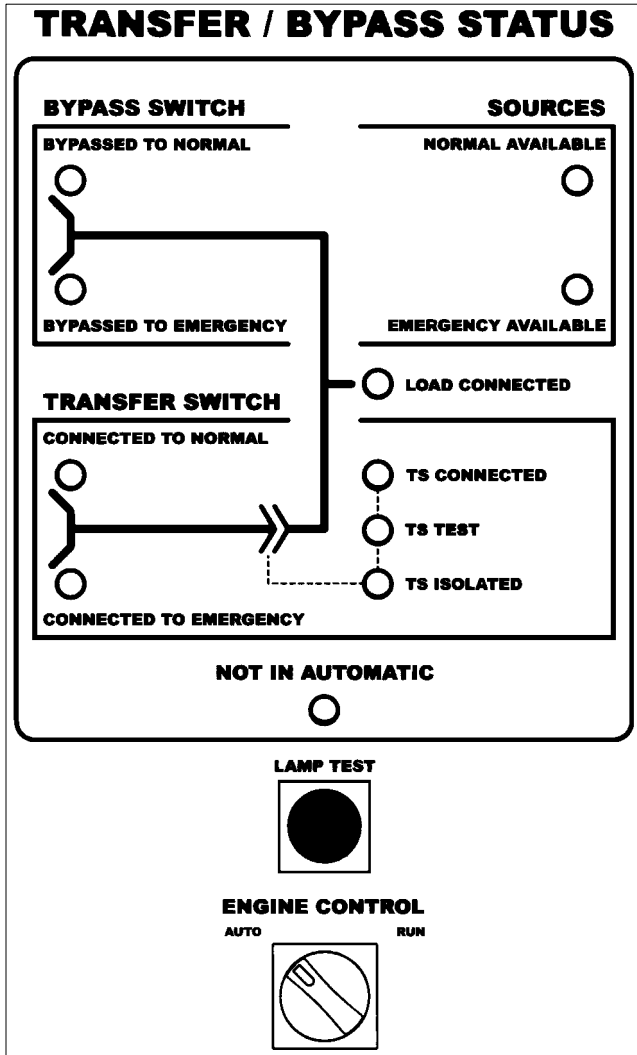 TRANSFER / BYPASS STATUS
BYPASS SWITCH
SOURCES
BYPASSED TO NORMAL
NORMAL AVAILABLE
BYPASSED TO EMERGENCY
EMERGENCY AVAILABLE
LOAD CONNECTED
TRANSFER SWITCH
CONNECTED TO NORMAL
TS CONNECTED
TS TEST
TS ISOLATED
CONNECTED TO EMERGENCY
NOT IN AUTOMATIC
LAMP TEST
ENGINE CONTROL
AUTO
RUN